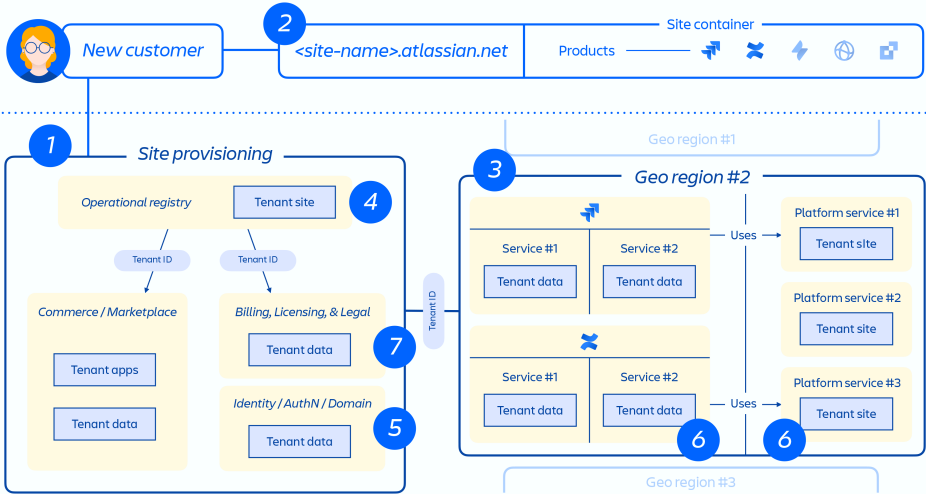 2
Site container
New customer
<site-name>.atlassian.net
Products
1
Site provisioning
Operational registry
Tenant site
4
Tenant ID
Tenant ID
Commerce / Marketplace
Tenant apps
Tenant data
Billing, Licensing, & Legal
Tenant data
7
Identity / AuthN / Domain
Tenant data
5
Tenant ID
Geo region #1
3
Geo region #2
Service #1
Tenant data
Service #2
Tenant data
Service #1
Tenant data
Service #2
Tenant data
6
Uses
Uses
Platform service #1
Tenant sIte
Platform service #2
Tenant site
Platform service #3
Tenant site
6
Geo region #3